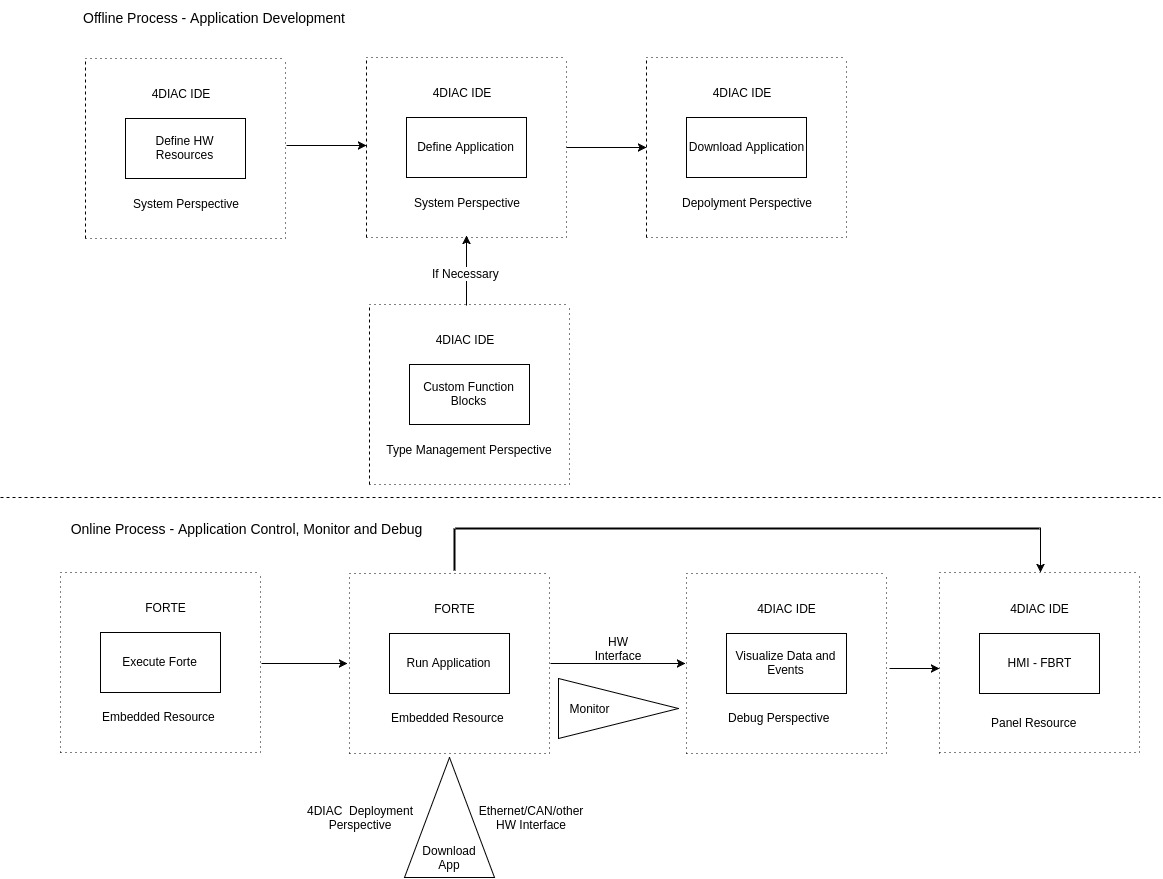 Offline Process - Application Development
4DIAC IDE
Define HW
Resources
System Perspective
4DIAC IDE
Define Application
System Perspective
4DIAC IDE
Download Application
Depolyment Perspective
If Necessary
4DIAC IDE
Custom Function
Blocks
Type Management Perspective
Online Process - Application Control, Monitor and Debug
FORTE
Execute Forte
Embedded Resource
FORTE
Run Application
Embedded Resource
HW
Interface
Monitor
4DIAC IDE
Visualize Data and
Events
Debug Perspective
4DIAC IDE
HMI - FBRT
Panel Resource
4DIAC  Deployment
Perspective
Ethernet/CAN/other
HW Interface
Download
App